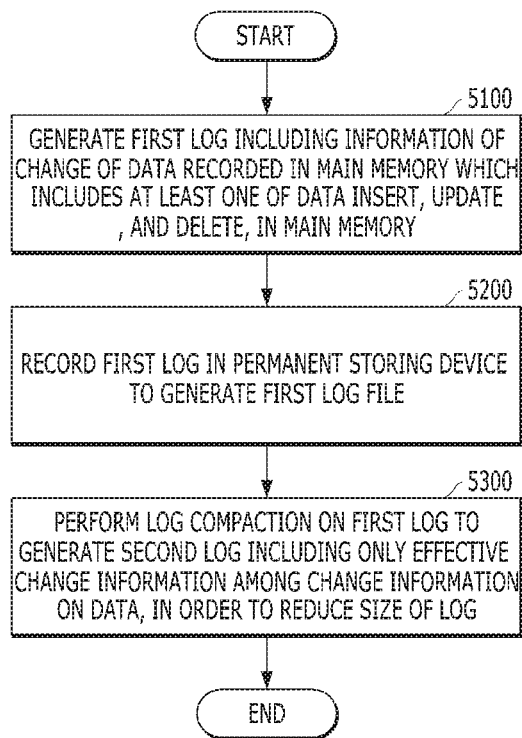 START
5100
GENERATE FIRST LOG INCLUDING INFORMATION OF
CHANGE OF DATA RECORDED IN MAIN MEMORY WHICH
INCLUDES AT LEAST ONE OF DATA INSERT, UPDATE
, AND DELETE, IN MAIN MEMORY
5200
RECORD FIRST LOG IN PERMANENT STORING DEVICE
TO GENERATE FIRST LOG FILE
5300
PERFORM LOG COMPACTION ON FIRST LOG TO
GENERATE SECOND LOG INCLUDING ONLY EFFECTIVE
CHANGE INFORMATION AMONG CHANGE INFORMATION
ON DATA, IN ORDER TO REDUCE SIZE OF LOG
END